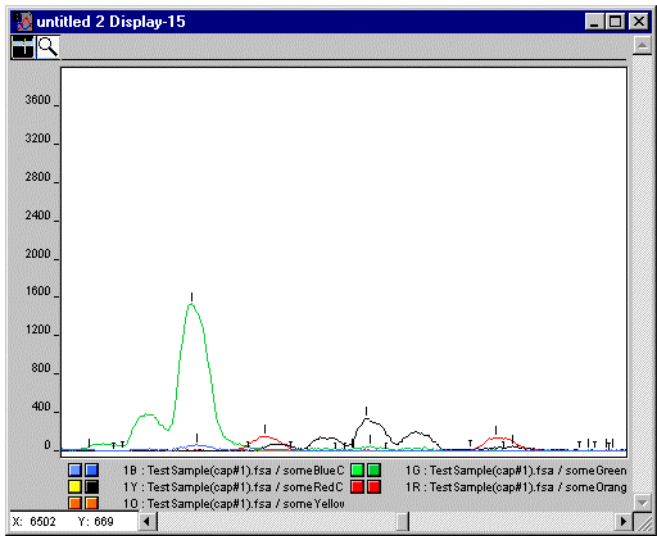 untitled 2 Display-15
3600
3200
2800
2400
2000
1600
1200
800
400
0
1B : TestSample(cap#1).fsa / someBlueC 1G : TestSample(cap#1).fsa / someGreen
1Y : TestSample(cap#1).fsa / someRedC 1R : TestSample(cap#1).fsa / someOrang
1O : TestSample(cap#1).fsa / someYellow
X: 6502 Y: 669